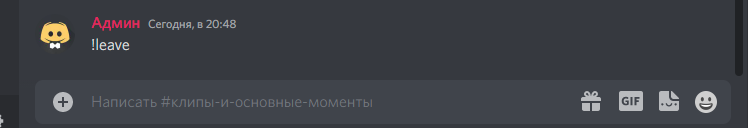 Админ Сегодня, в 20:48
!leave
Написать #клипы-и-основные-моменты
GIF